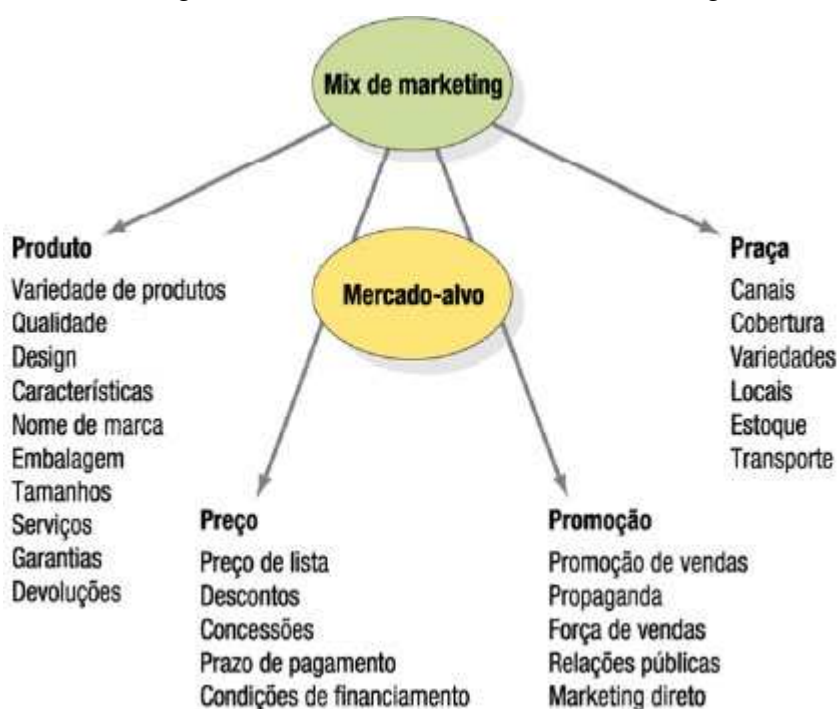 Mix de marketing
Mercado-alvo
Produto
Variedade de produtos
Qualidade
Design
Características
Nome de marca
Embalagem
Tamanhos
Serviços
Garantias
Devoluções
Preço
Preço de lista
Descontos
Concessões
Prazo de pagamento
Condições de financiamento
Promoção
Promoção de vendas
Propaganda
Força de vendas
Relações públicas
Marketing direto
Praça
Canais
Cobertura
Variedades
Locais
Estoque
Transporte